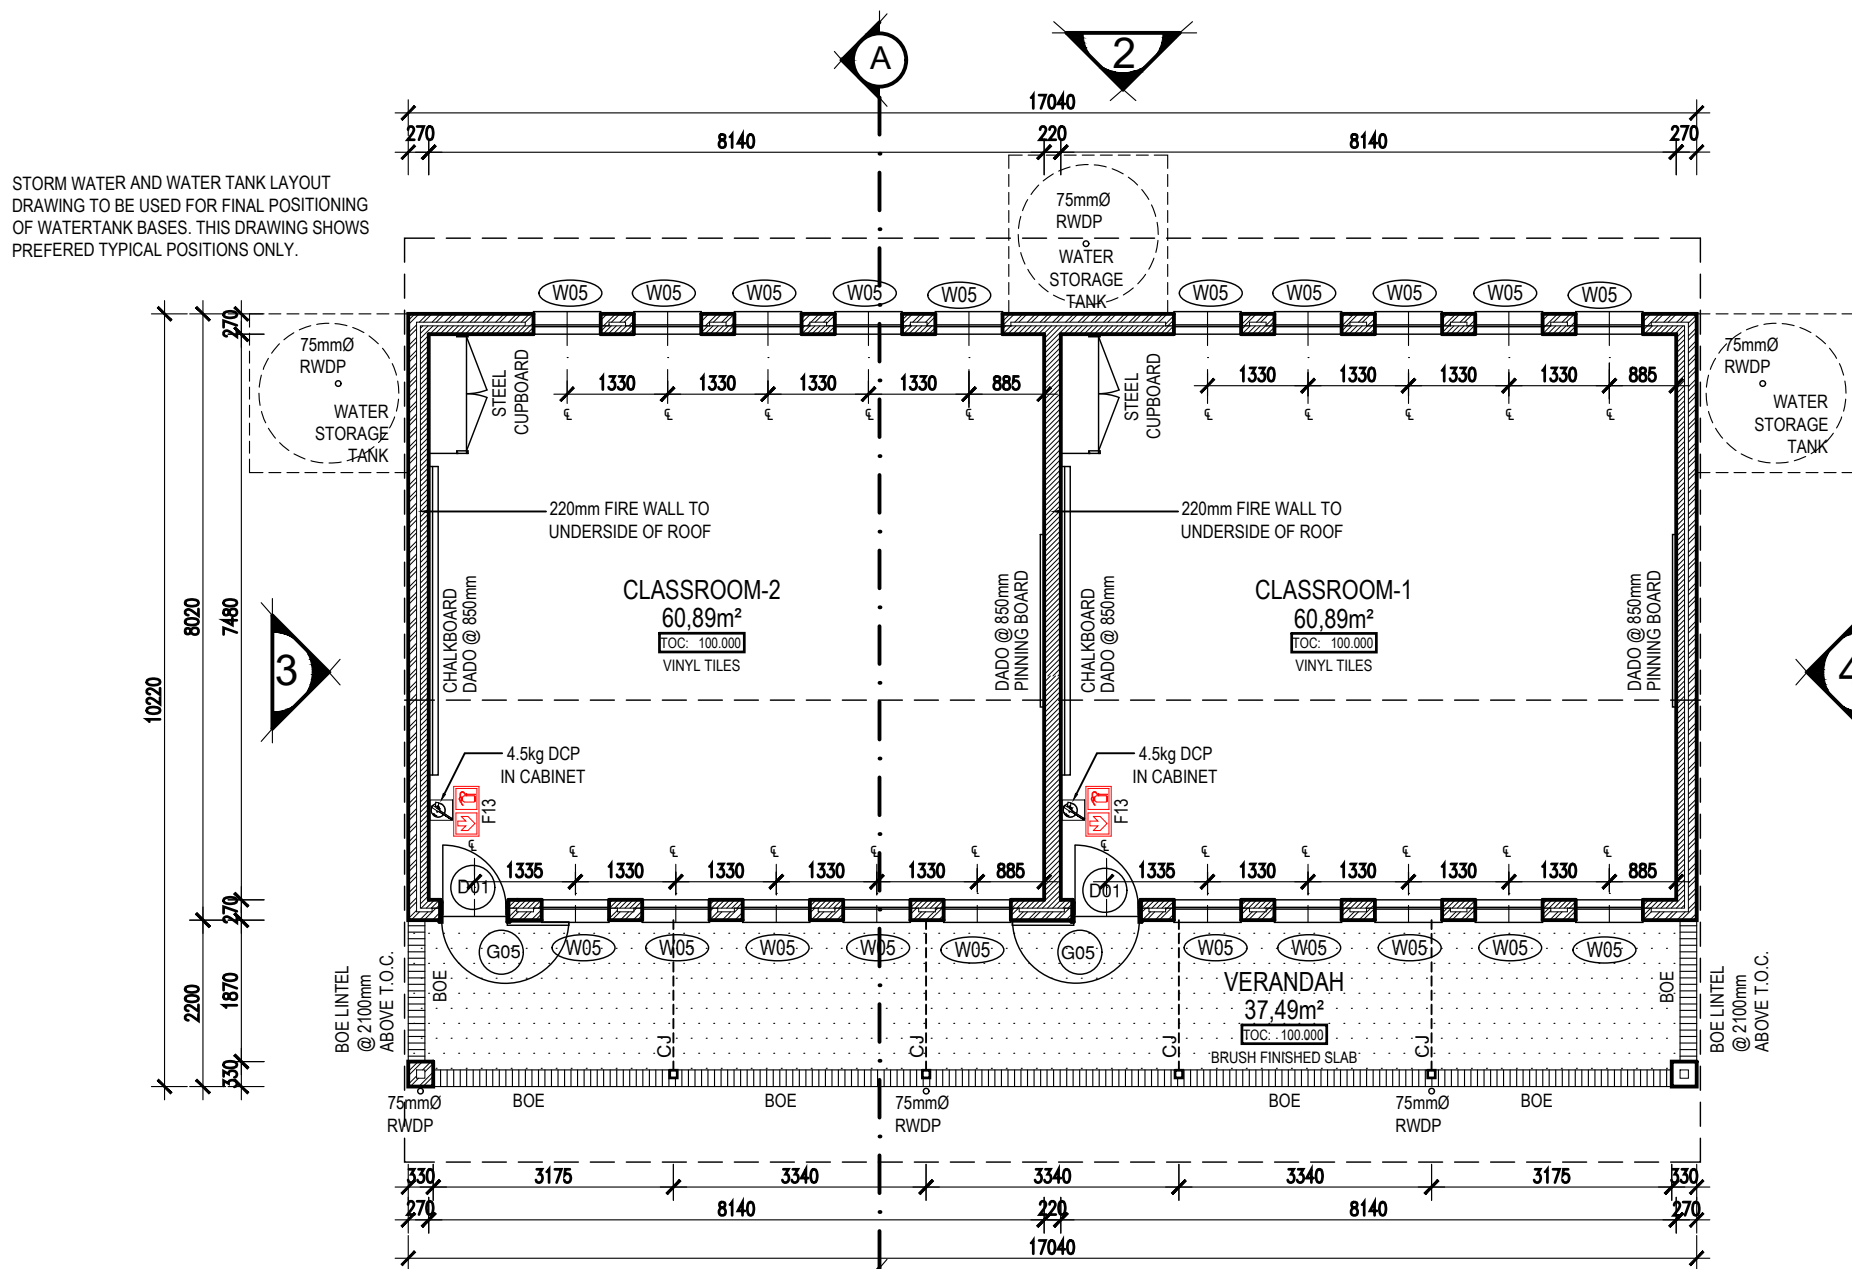 A
2
17040
270
8140
220
8140
270
STORM WATER AND WATER TANK LAYOUT
DRAWING TO BE USED FOR FINAL POSITIONING
OF WATERTANK BASES. THIS DRAWING SHOWS
PREFERED TYPICAL POSITIONS ONLY.
75mmØ
RWDP
WATER
STORAGE
TANK
W05
W05
W05
W05
W05
W05
W05
W05
W05
W05
75mmØ
RWDP
WATER
STORAGE
TANK
75mmØ
RWDP
WATER
STORAGE
TANK
STEEL
CUPBOARD
STEEL
CUPBOARD
1330
1330
1330
1330
885
1330
1330
1330
1330
885
270
8020
7480
10220
270
2200
1870
330
220mm FIRE WALL TO
UNDERSIDE OF ROOF
220mm FIRE WALL TO
UNDERSIDE OF ROOF
CLASSROOM-2
60,89m²
TOC: 100.000
VINYL TILES
CLASSROOM-1
60,89m²
TOC: 100.000
VINYL TILES
CHALKBOARD
DADO @ 850mm
DADO @ 850mm
PINNING BOARD
CHALKBOARD
DADO @ 850mm
DADO @ 850mm
PINNING BOARD
3
4
4.5kg DCP
IN CABINET
F13
4.5kg DCP
IN CABINET
F13
1335
1330
1330
1330
1330
885
1335
1330
1330
1330
1330
885
D01
D01
G05
W05
W05
W05
W05
W05
G05
W05
W05
W05
W05
W05
BOE LINTEL
@ 2100mm
ABOVE T.O.C.
BOE
VERANDAH
37,49m²
TOC: 100.000
BRUSH FINISHED SLAB
BOE
BOE LINTEL
@ 2100mm
ABOVE T.O.C.
CJ
CJ
CJ
CJ
75mmØ
RWDP
BOE
BOE
75mmØ
RWDP
BOE
75mmØ
RWDP
BOE
330
3175
3340
3340
3340
3175
330
270
8140
220
8140
270
17040